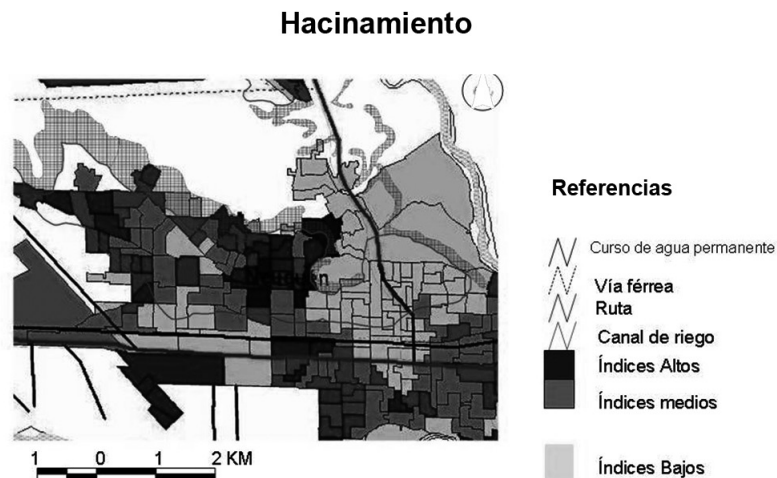 Hacinamiento
Referencias
Curso de agua permanente
Vía férrea
Ruta
Canal de riego
Índices Altos
Índices medios
Índices Bajos
1 0 1 2 KM